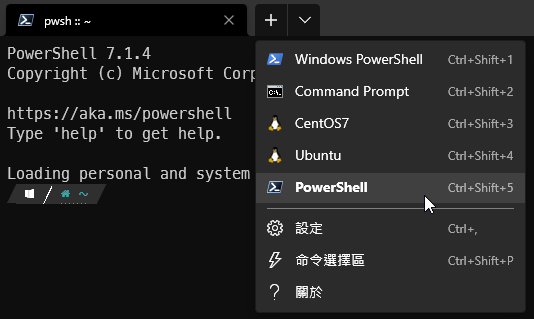 pwsh :: ~
PowerShell 7.1.4
Copyright (c) Microsoft Corp
https://aka.ms/powershell
Type 'help' to get help.
Loading personal and system
~
Windows PowerShell Ctrl+Shift+1
Command Prompt Ctrl+Shift+2
CentOS7 Ctrl+Shift+3
Ubuntu Ctrl+Shift+4
PowerShell Ctrl+Shift+5
設定 Ctrl+,
命令選擇區 Ctrl+Shift+P
關於